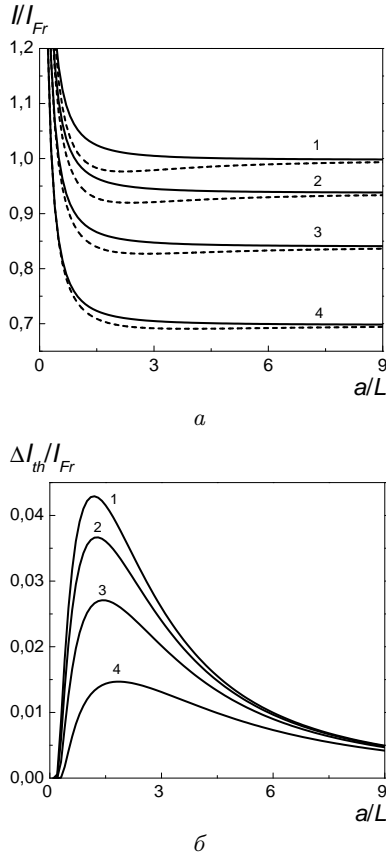 I/I_Fr
1,2
1,1
1,0
0,9
0,8
0,7
1
2
3
4
0 3 6 9
a/L
а
ΔI_th/I_Fr
0,04
0,03
0,02
0,01
0,00
1
2
3
4
0 3 6 9
a/L
б